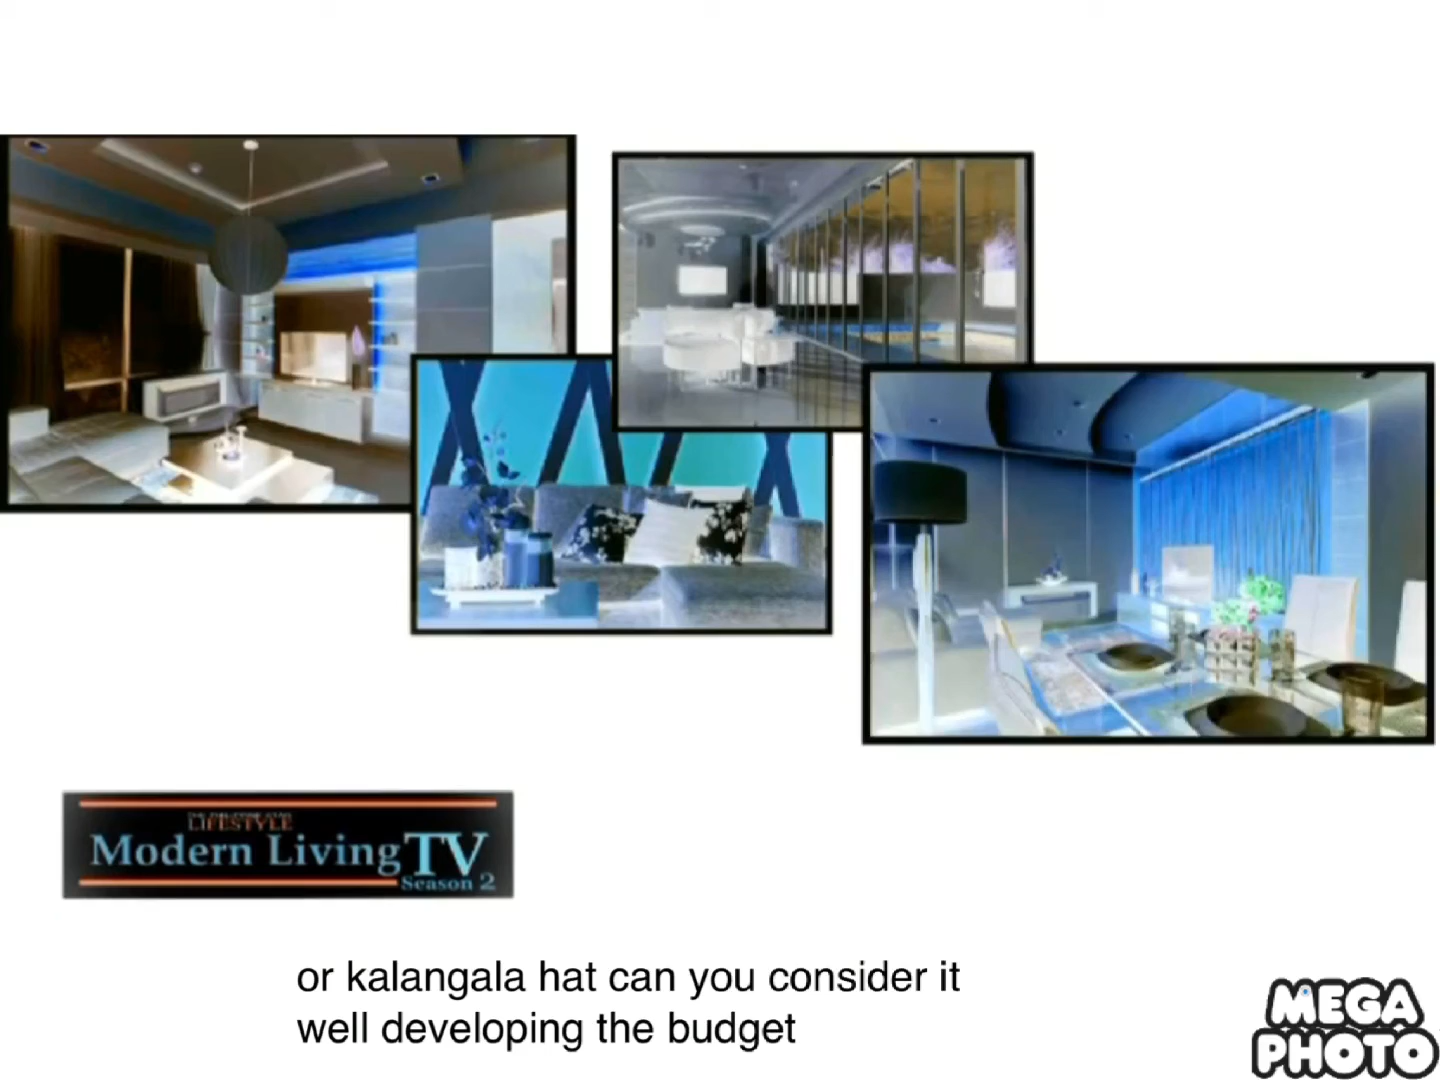 LIFESTYLE
Modern Living TV
Season 2
or kalangala hat can you consider it
well developing the budget
MEGA
PHOTO